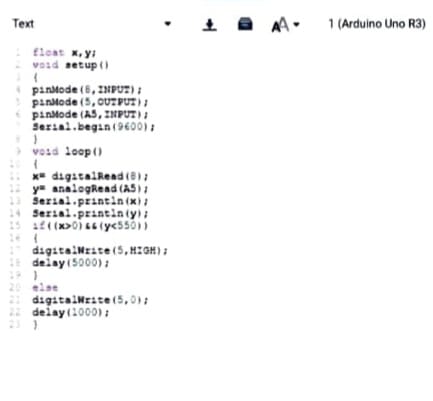 Text
1 (Arduino Uno R3)
1 float x,y;
2 void setup()
3 {
4 pinMode(8,INPUT);
5 pinMode(5,OUTPUT);
6 pinMode(A5,INPUT);
7 Serial.begin(9600);
8 }
9 void loop()
10 {
11 x= digitalRead(8);
12 y= analogRead(A5);
13 Serial.println(x);
14 Serial.println(y);
15 if((x>0)&&(y<550))
16 {
17 digitalWrite(5,HIGH);
18 delay(5000);
19 }
20 else
21 digitalWrite(5,0);
22 delay(1000);
23 }